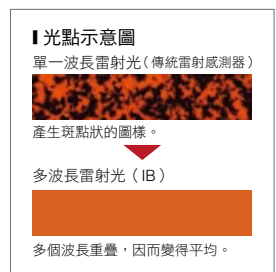 光點示意圖
單一波長雷射光（傳統雷射感測器）
產生斑點狀的圖樣。
多波長雷射光（IB）
多個波長重疊，因而變得平均。